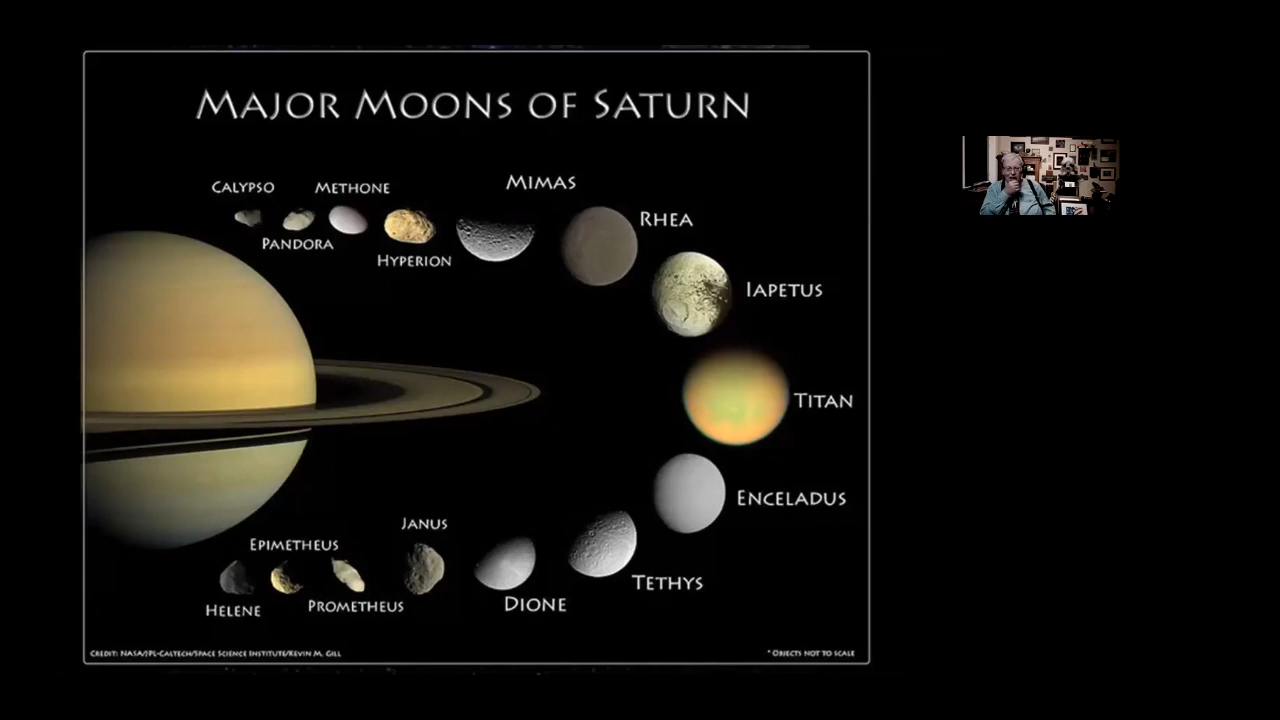 MAJOR MOONS OF SATURN
CALYPSO
METHONE
MIMAS
PANDORA
HYPERION
RHEA
IAPETUS
TITAN
ENCELADUS
JANUS
EPIMETHEUS
HELENE
PROMETHEUS
DIONE
TETHYS
CREDIT: NASA/JPL-CALTECH/SPACE SCIENCE INSTITUTE/KEVIN M. GILL
* OBJECTS NOT TO SCALE